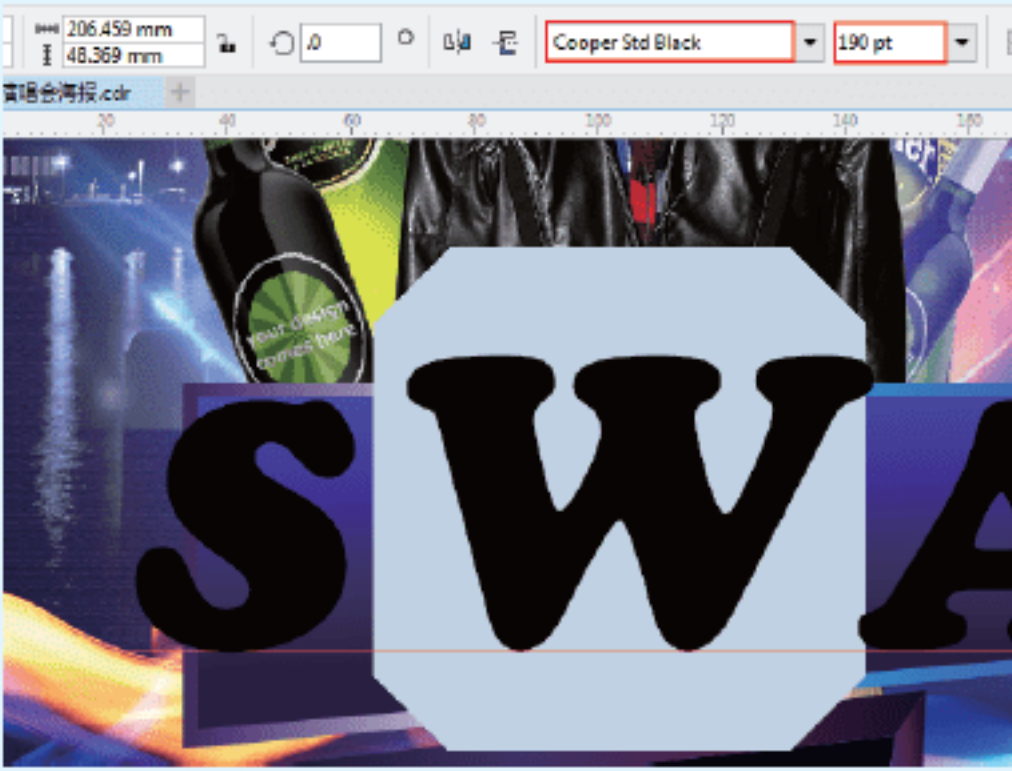 206.459 mm
48.369 mm
.0
Cooper Std Black
190 pt
演唱会海报.cdr
20 40 60 80 100 120 140 160
your design
comes here
SWA